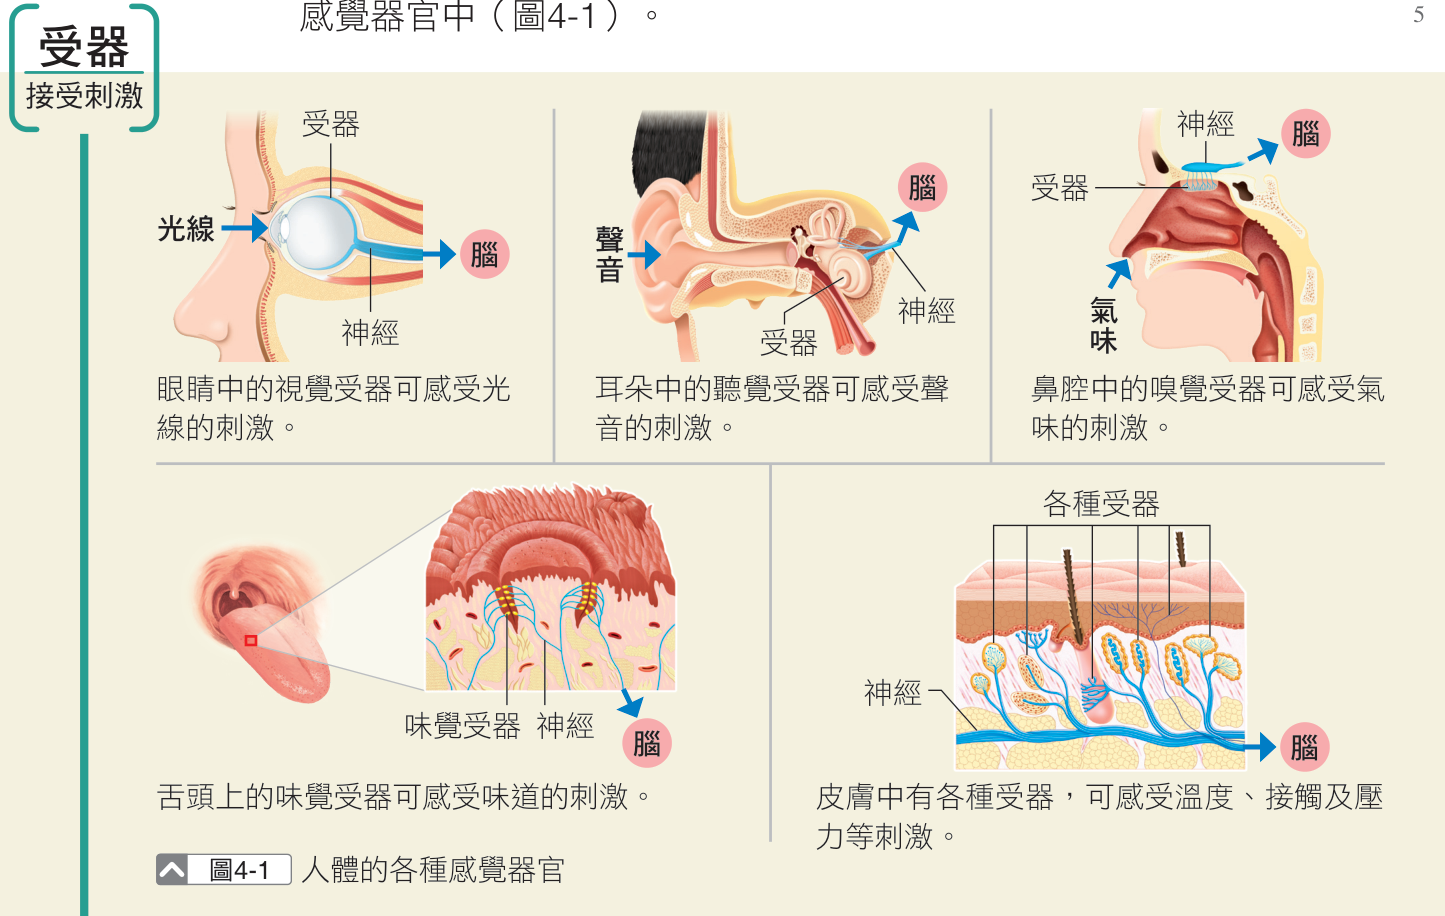 感覺器官中（圖4-1）。
5
受器
接受刺激
受器
光線
腦
神經
眼睛中的視覺受器可感受光
線的刺激。
聲
音
腦
神經
受器
耳朵中的聽覺受器可感受聲
音的刺激。
神經
腦
受器
氣
味
鼻腔中的嗅覺受器可感受氣
味的刺激。
味覺受器
神經
腦
舌頭上的味覺受器可感受味道的刺激。
各種受器
神經
腦
皮膚中有各種受器，可感受溫度、接觸及壓
力等刺激。
圖4-1 人體的各種感覺器官